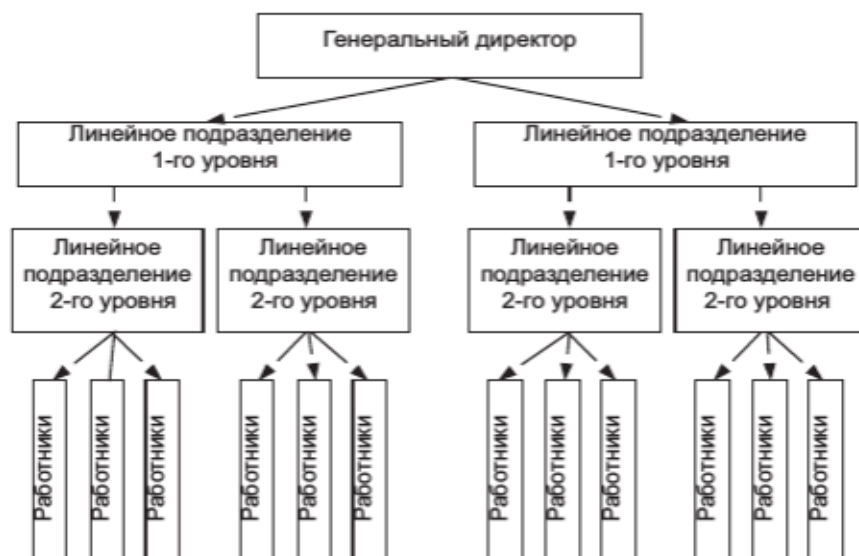 Генеральный директор
Линейное подразделение
1-го уровня
Линейное подразделение
1-го уровня
Линейное
подразделение
2-го уровня
Линейное
подразделение
2-го уровня
Линейное
подразделение
2-го уровня
Линейное
подразделение
2-го уровня
Работники
Работники
Работники
Работники
Работники
Работники
Работники
Работники
Работники
Работники
Работники
Работники